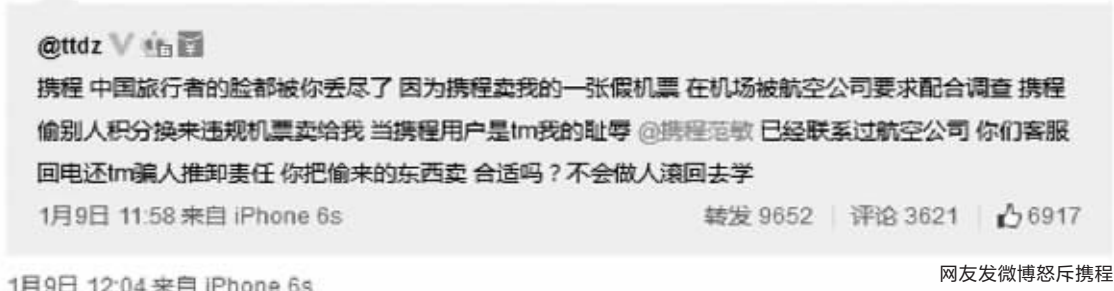 @ttdz
携程 中国旅行者的脸都被你丢尽了 因为携程卖我的一张假机票 在机场被航空公司要求配合调查 携程
偷别人积分换来违规机票卖给我 当携程用户是tm我的耻辱 @携程范敏 已经联系过航空公司 你们客服
回电还tm骗人推卸责任 你把偷来的东西卖 合适吗？不会做人滚回去学
1月9日 11:58 来自 iPhone 6s 转发 9652 评论 3621 6917
网友发微博怒斥携程
1月9日 12:04 来自 iPhone 6s